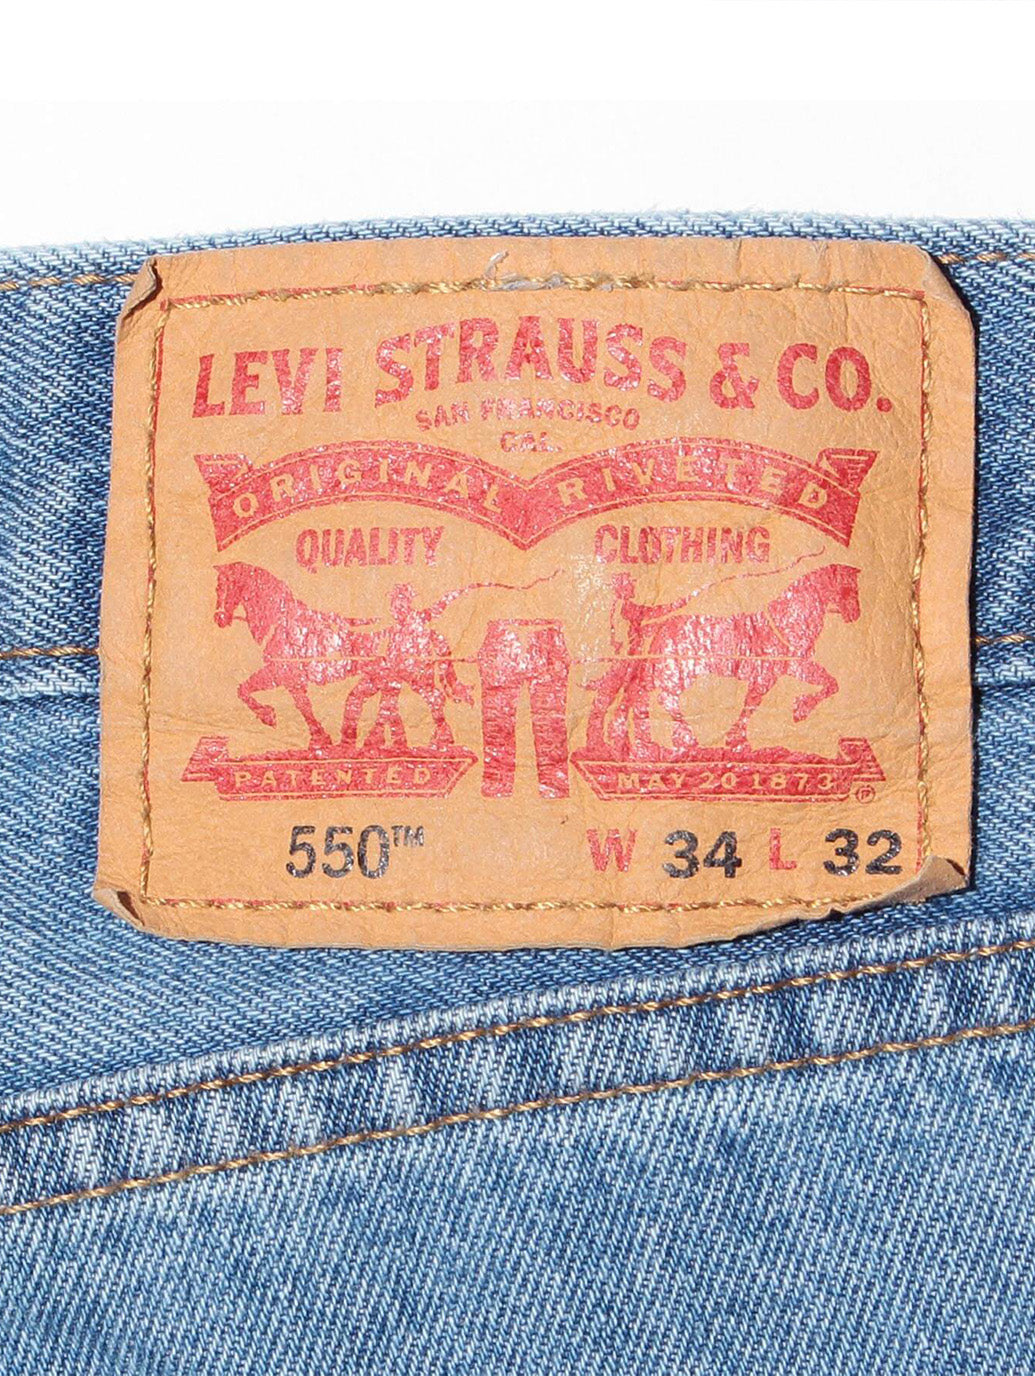 LEVI STRAUSS & CO.
SAN FRANCISCO
CAL.
ORIGINAL RIVETED
QUALITY CLOTHING
PATENTED MAY 20 1873 ®
550™ W 34 L 32